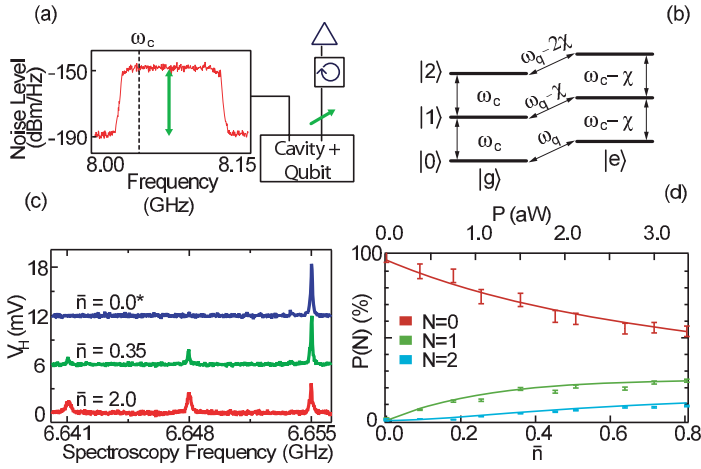 (a)
ω_c
Noise Level
(dBm/Hz)
-150
-190
8.00
8.15
Frequency
(GHz)
Cavity +
Qubit
(b)
|2⟩
|1⟩
|0⟩
ω_c
ω_c
ω_q-2χ
ω_q-χ
ω_q
ω_c-χ
ω_c-χ
|g⟩
|e⟩
(c)
V_H (mV)
18
12
6
0
n̄ = 0.0*
n̄ = 0.35
n̄ = 2.0
6.641
6.648
6.655
Spectroscopy Frequency (GHz)
(d)
P (aW)
0.0
1.0
2.0
3.0
P(N) (%)
100
50
0
N=0
N=1
N=2
0.0
0.2
0.4
0.6
0.8
n̄